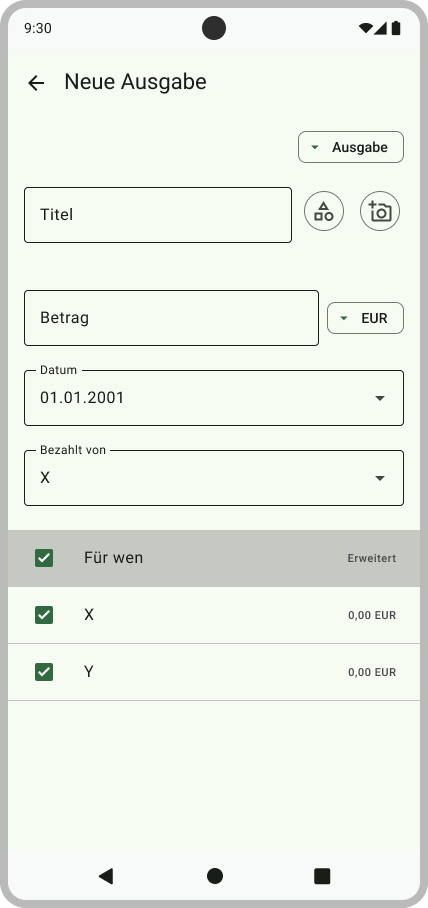 9:30
Neue Ausgabe
Ausgabe
Titel
Betrag
EUR
Datum
01.01.2001
Bezahlt von
X
Für wen
Erweitert
X
0,00 EUR
Y
0,00 EUR